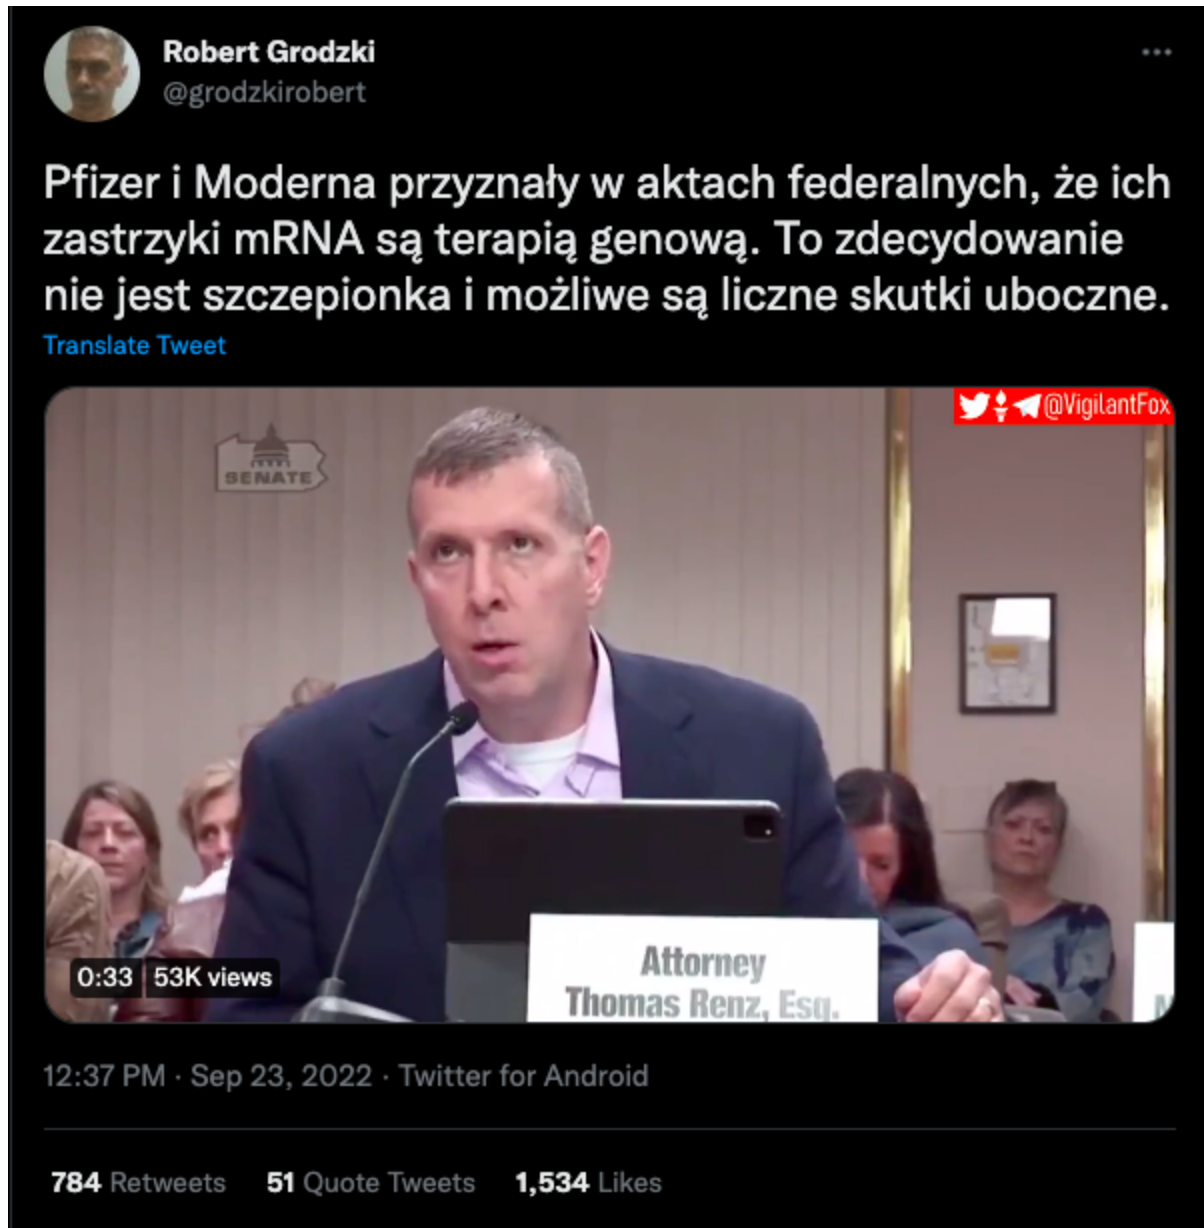 Robert Grodzki
@grodzkirobert
Pfizer i Moderna przyznały w aktach federalnych, że ich
zastrzyki mRNA są terapią genową. To zdecydowanie
nie jest szczepionka i możliwe są liczne skutki uboczne.
Translate Tweet
@VigilantFox
SENATE
Attorney
Thomas Renz, Esq.
0:33 53K views
12:37 PM · Sep 23, 2022 · Twitter for Android
784 Retweets 51 Quote Tweets 1,534 Likes